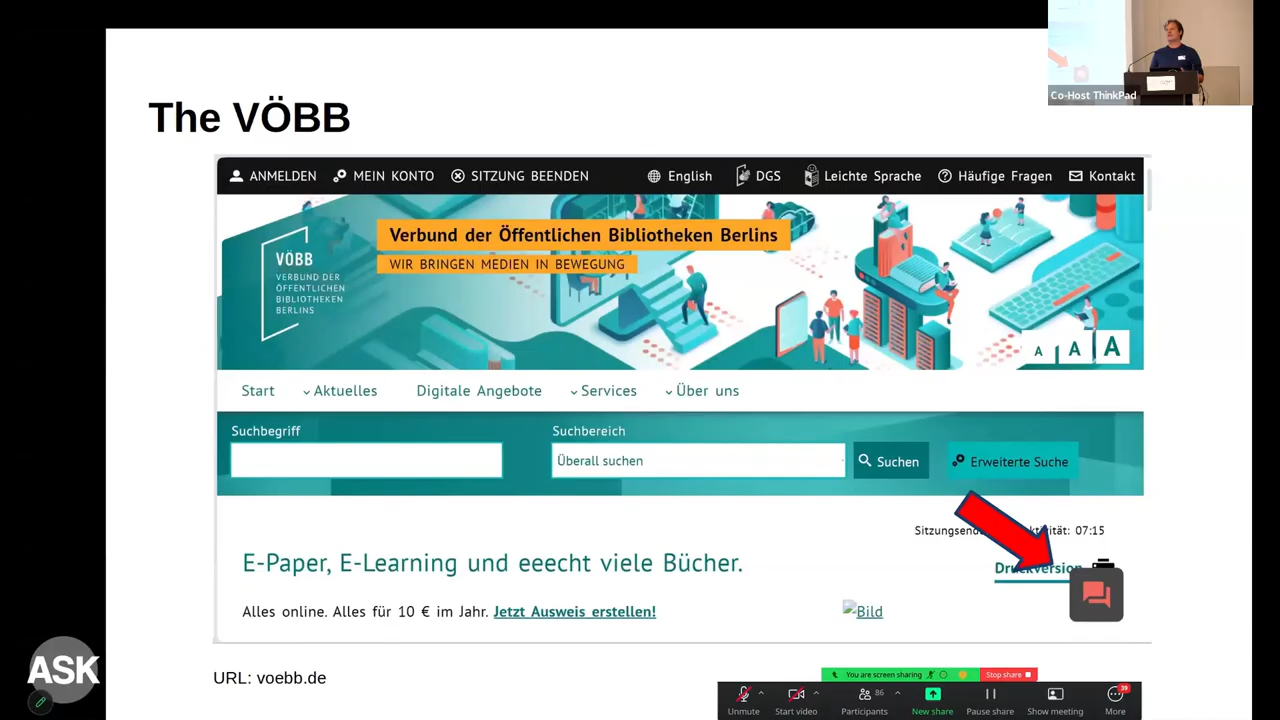 The VÖBB
Co-Host ThinkPad
ANMELDEN MEIN KONTO SITZUNG BEENDEN English DGS Leichte Sprache Häufige Fragen Kontakt
Verbund der Öffentlichen Bibliotheken Berlins
WIR BRINGEN MEDIEN IN BEWEGUNG
VÖBB
VERBUND DER
ÖFFENTLICHEN
BIBLIOTHEKEN
BERLINS
A A A
Start Aktuelles Digitale Angebote Services Über uns
Suchbegriff Suchbereich
Überall suchen Suchen Erweiterte Suche
07:15
E-Paper, E-Learning und eeecht viele Bücher.
Druckversion
Alles online. Alles für 10 € im Jahr. Jetzt Ausweis erstellen! Bild
ASK
URL: voebb.de
You are screen sharing Stop share
86 39
Unmute Start video Participants New share Pause share Show meeting More